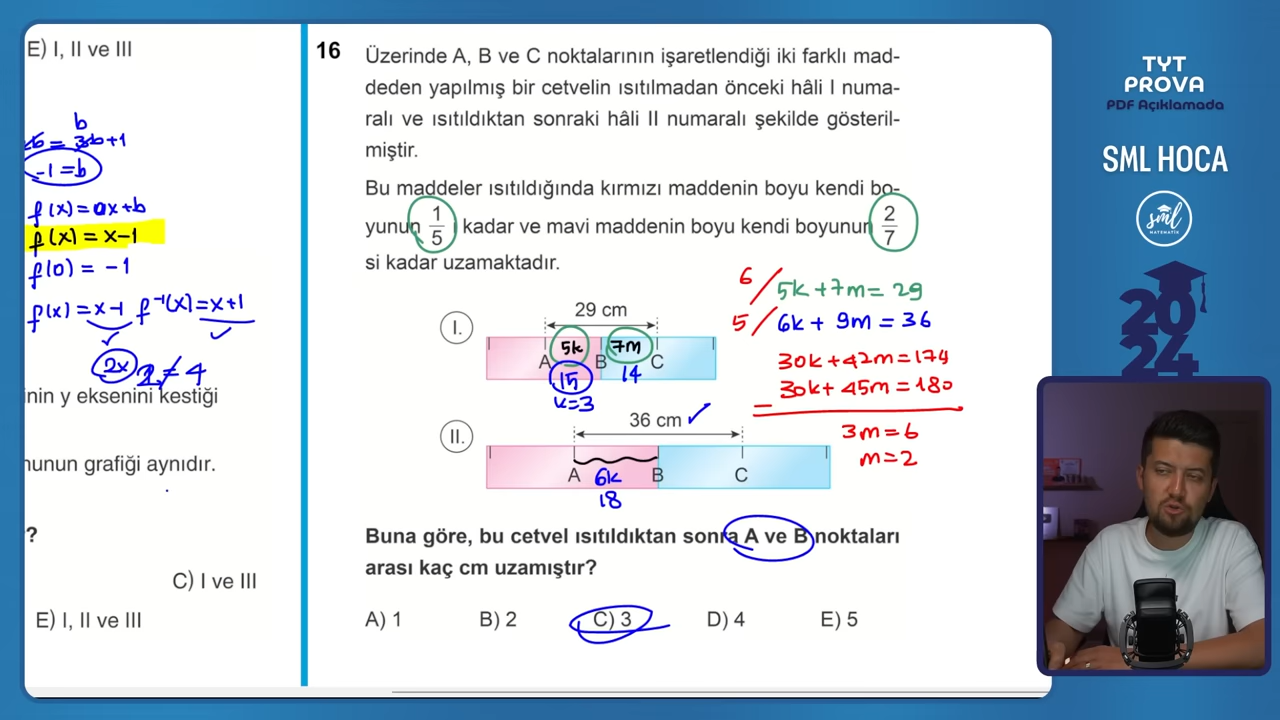 E) I, II ve III
b
= 3b+1
-1 = b
f(x) = ax+b
f(x) = x-1
f(0) = -1
f(x) = x-1 f⁻¹(x) = x+1
2x ≠ 4
inin y eksenini kestiği
nunun grafiği aynıdır.
?
C) I ve III
E) I, II ve III
16
Üzerinde A, B ve C noktalarının işaretlendiği iki farklı mad-
deden yapılmış bir cetvelin ısıtılmadan önceki hâli I numa-
ralı ve ısıtıldıktan sonraki hâli II numaralı şekilde gösteril-
miştir.
Bu maddeler ısıtıldığında kırmızı maddenin boyu kendi bo-
yunun 1/5 i kadar ve mavi maddenin boyu kendi boyunun 2/7
si kadar uzamaktadır.
6 / 5k + 7m = 29
5 / 6k + 9m = 36
30k + 42m = 174
30k + 45m = 180
3m = 6
m = 2
I.
29 cm
5k 7m
A B C
15 14
k=3
II.
36 cm
A B C
6k
18
Buna göre, bu cetvel ısıtıldıktan sonra A ve B noktaları
arası kaç cm uzamıştır?
A) 1 B) 2 C) 3 D) 4 E) 5
TYT
PROVA
PDF Açıklamada
SML HOCA
sml
MATEMATİK
2024